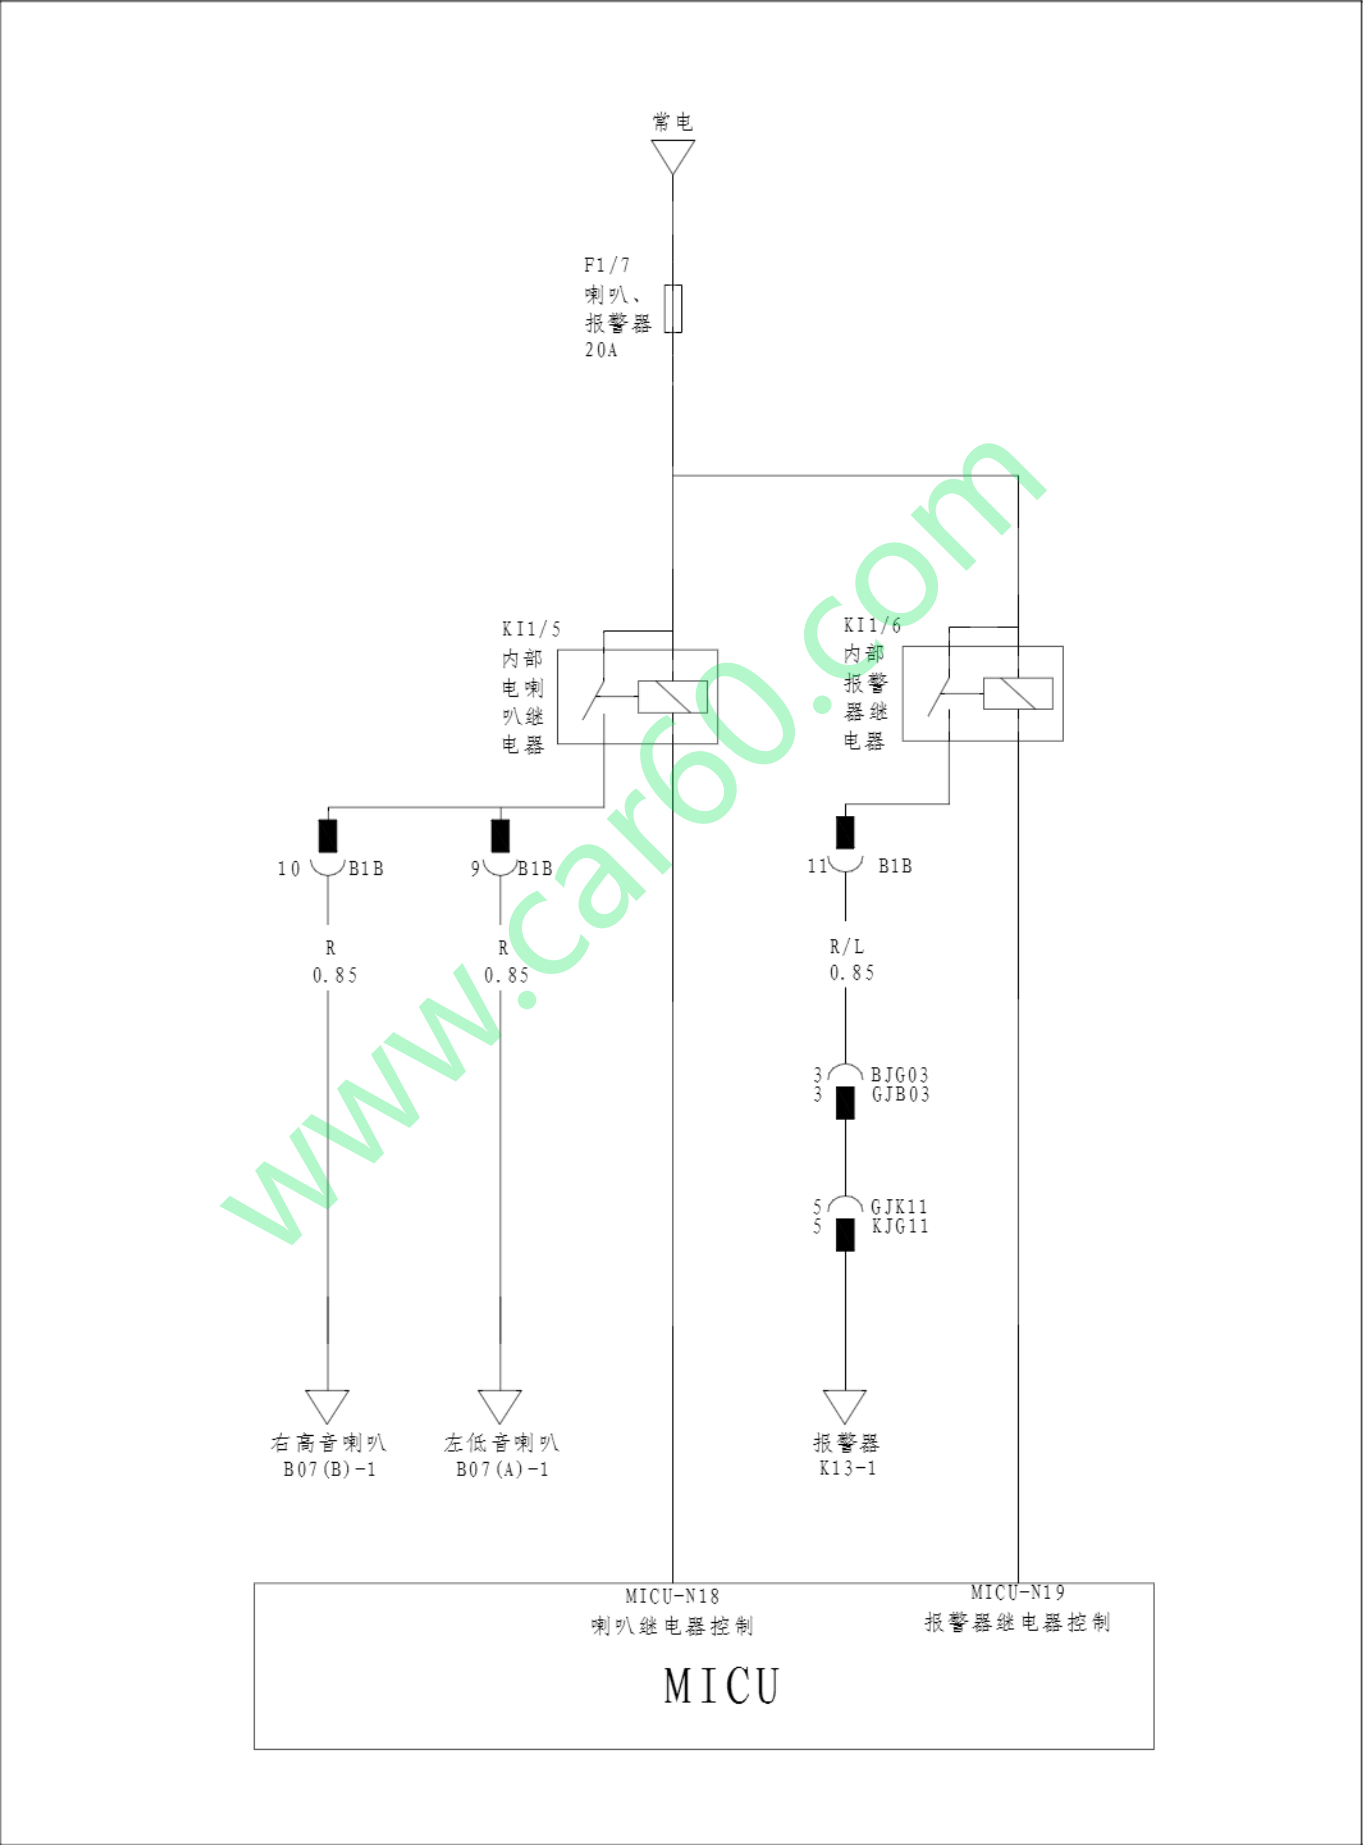 常电
F1/7
喇叭、
报警器
20A
KI1/5
内部
电喇
叭继
电器
KI1/6
内部
报警
器继
电器
10
B1B
9
B1B
11
B1B
R
0.85
R
0.85
R/L
0.85
3
BJG03
3
GJB03
5
GJK11
5
KJG11
右高音喇叭
B07(B)-1
左低音喇叭
B07(A)-1
报警器
K13-1
MICU-N18
喇叭继电器控制
MICU-N19
报警器继电器控制
MICU
www.car60.com